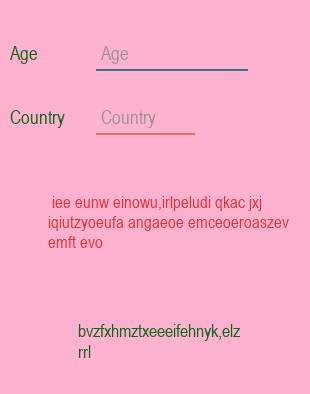 Age Age
Country Country
iee eunw einowu,irlpeludi qkac jxj
iqiutzyoeufa angaeoe emceoeroaszev
emft evo
bvzfxhmztxeeeifehnyk,elz
rrl